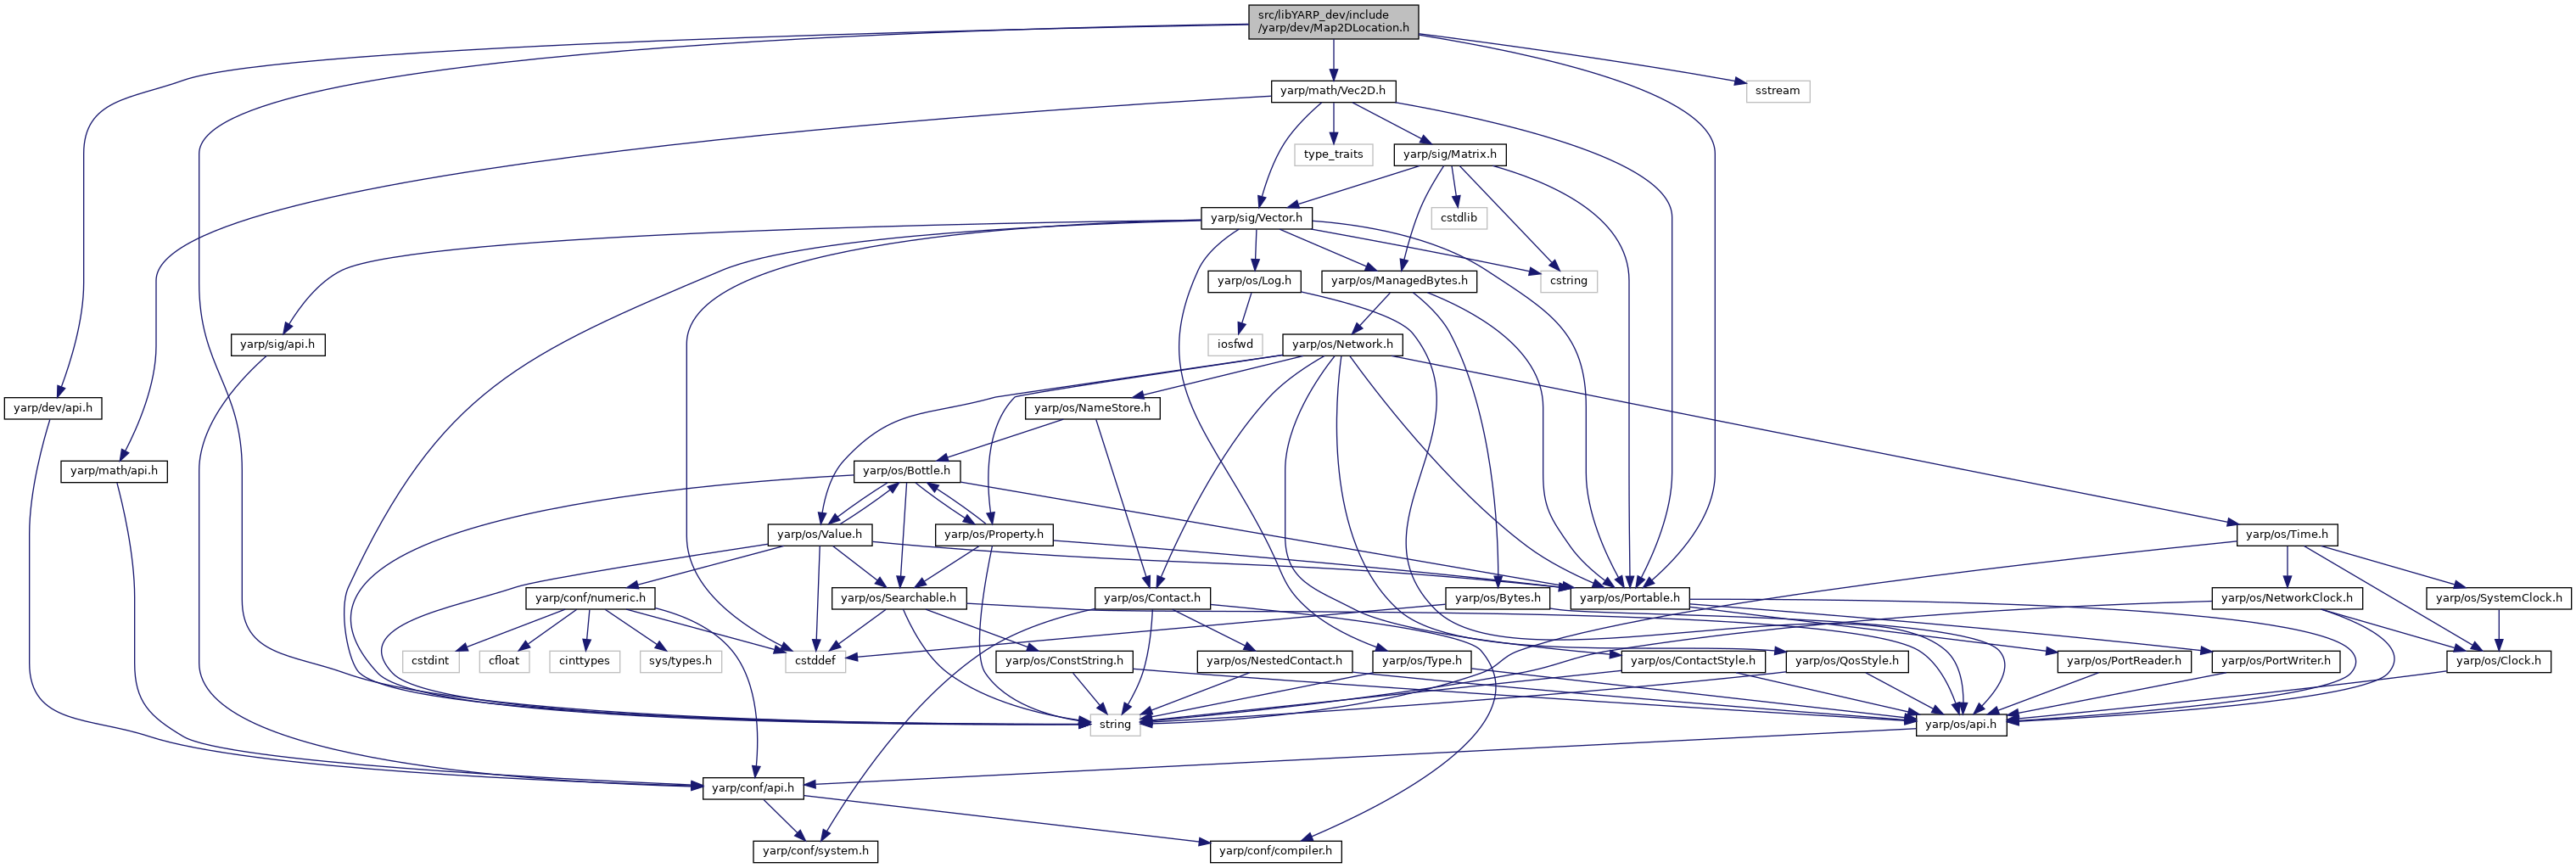 src/libYARP_dev/include
/yarp/dev/Map2DLocation.h
yarp/math/Vec2D.h
sstream
type_traits
yarp/sig/Matrix.h
yarp/sig/Vector.h
cstdlib
yarp/os/Log.h
yarp/os/ManagedBytes.h
cstring
yarp/sig/api.h
iosfwd
yarp/os/Network.h
yarp/dev/api.h
yarp/os/NameStore.h
yarp/math/api.h
yarp/os/Bottle.h
yarp/os/Value.h
yarp/os/Property.h
yarp/os/Time.h
yarp/conf/numeric.h
yarp/os/Searchable.h
yarp/os/Contact.h
yarp/os/Bytes.h
yarp/os/Portable.h
yarp/os/NetworkClock.h
yarp/os/SystemClock.h
cstdint
cfloat
cinttypes
sys/types.h
cstddef
yarp/os/ConstString.h
yarp/os/NestedContact.h
yarp/os/Type.h
yarp/os/ContactStyle.h
yarp/os/QosStyle.h
yarp/os/PortReader.h
yarp/os/PortWriter.h
yarp/os/Clock.h
string
yarp/os/api.h
yarp/conf/api.h
yarp/conf/system.h
yarp/conf/compiler.h